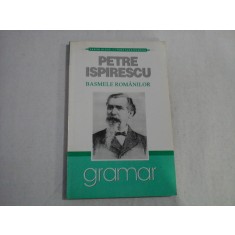 PETRE
ISPIRESCU
BASMELE ROMÂNILOR
gramar